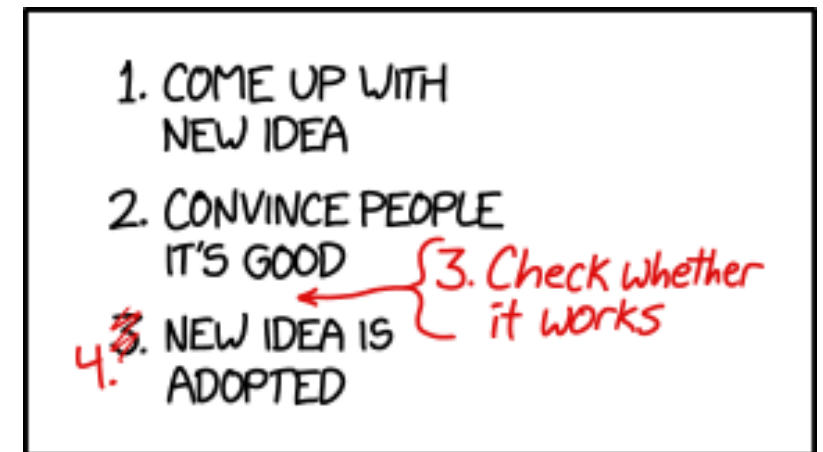 1. COME UP WITH
NEW IDEA
2. CONVINCE PEOPLE
IT'S GOOD
3. Check whether
it works
4. 3. NEW IDEA IS
ADOPTED